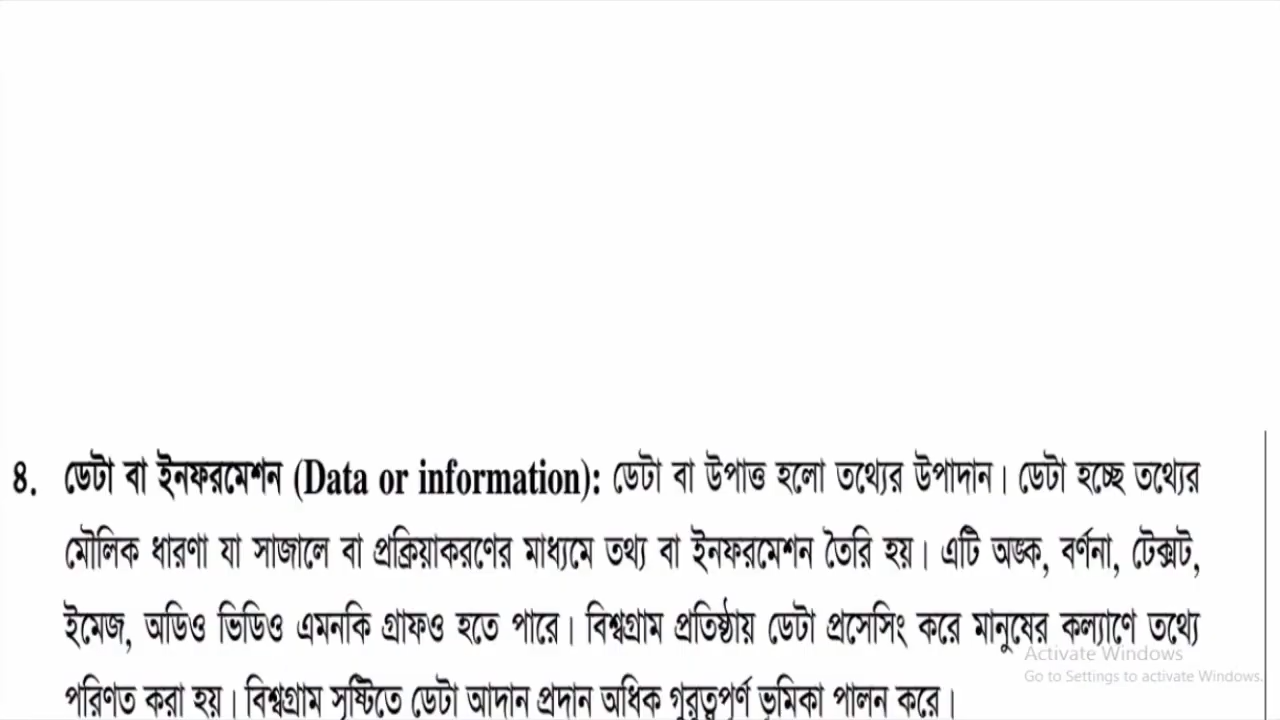 ৪. ডেটা বা ইনফরমেশন (Data or information): ডেটা বা উপাত্ত হলো তথ্যের উপাদান। ডেটা হচ্ছে তথ্যের
মৌলিক ধারণা যা সাজালে বা প্রক্রিয়াকরণের মাধ্যমে তথ্য বা ইনফরমেশন তৈরি হয়। এটি অঙ্ক, বর্ণনা, টেক্সট,
ইমেজ, অডিও ভিডিও এমনকি গ্রাফও হতে পারে। বিশ্বগ্রাম প্রতিষ্ঠায় ডেটা প্রসেসিং করে মানুষের কল্যাণে তথ্যে
Activate Windows
Go to Settings to activate Windows.
পরিণত করা হয়। বিশ্বগ্রাম সৃষ্টিতে ডেটা আদান প্রদান অধিক গুরুত্বপূর্ণ ভূমিকা পালন করে।